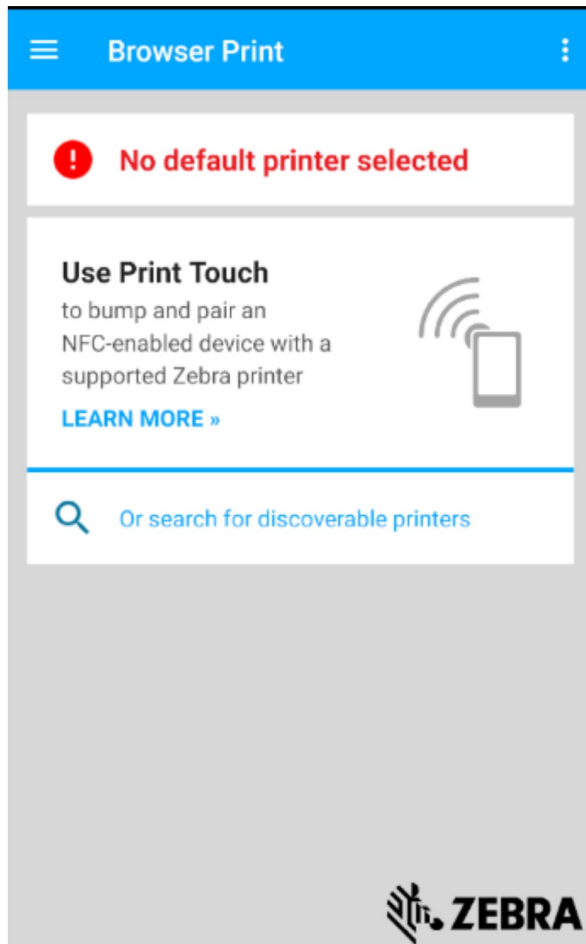 Browser Print
No default printer selected
Use Print Touch
to bump and pair an
NFC-enabled device with a
supported Zebra printer
LEARN MORE »
Or search for discoverable printers
ZEBRA